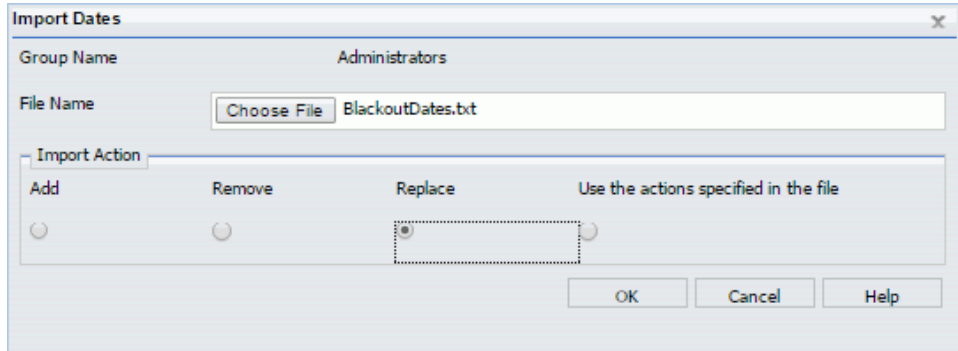 Import Dates
Group Name Administrators
File Name Choose File BlackoutDates.txt
Import Action
Add Remove Replace Use the actions specified in the file
OK Cancel Help